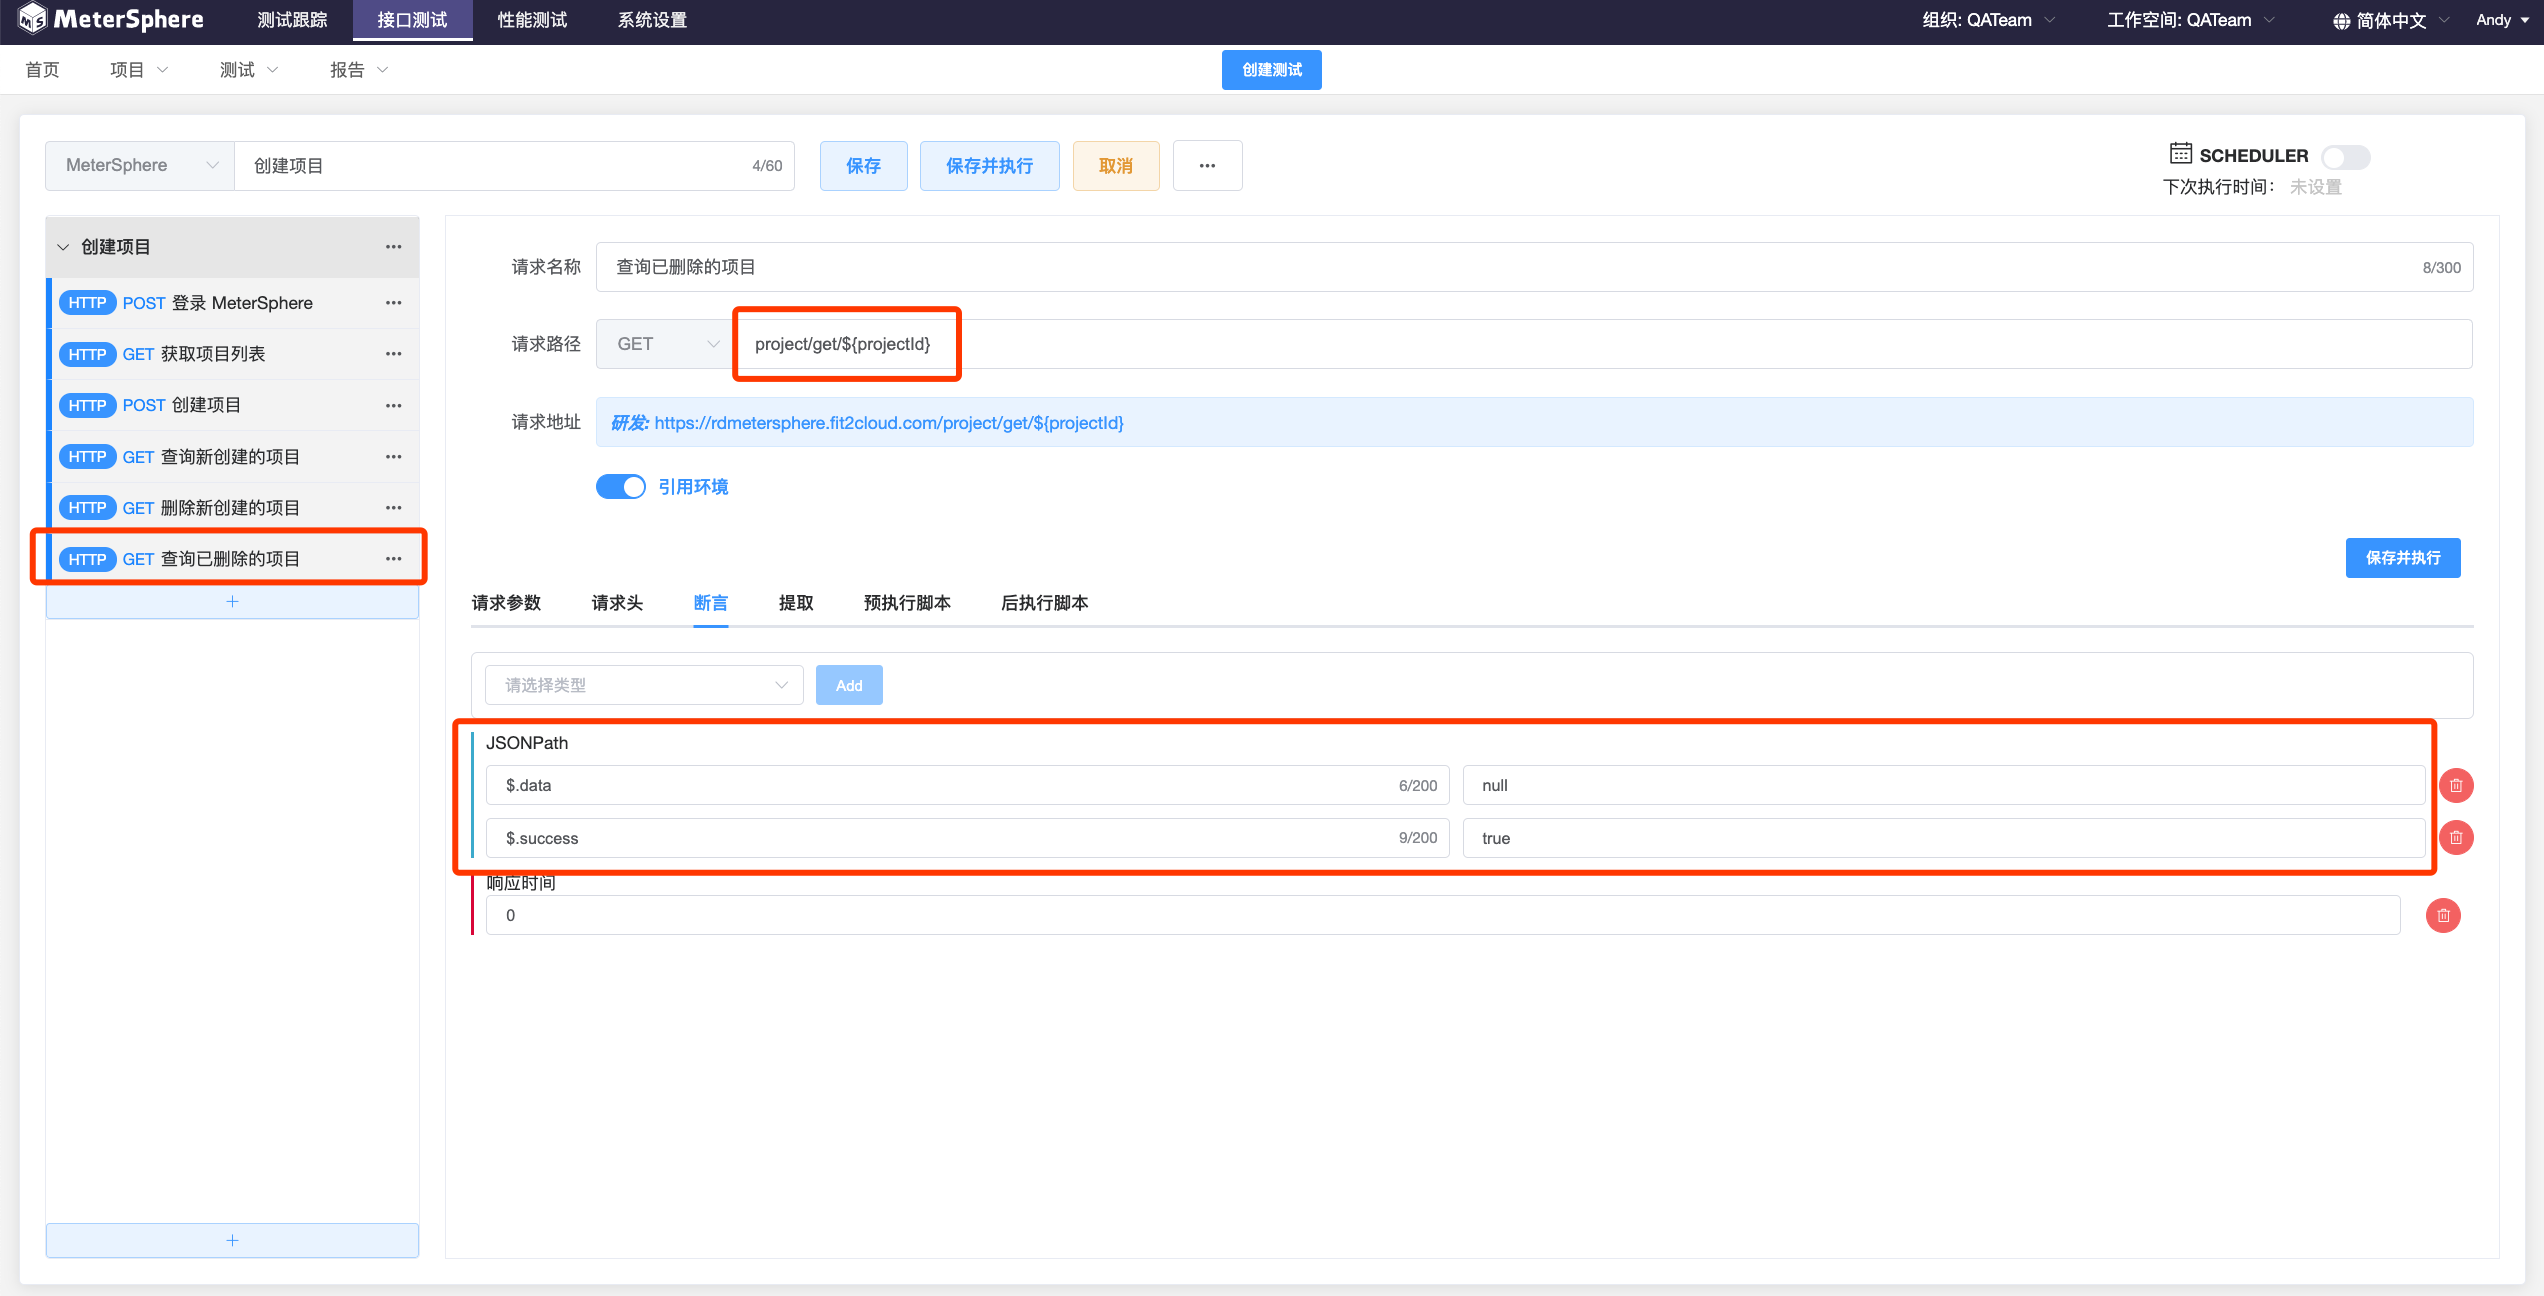 MeterSphere 测试跟踪 接口测试 性能测试 系统设置 组织: QATeam 工作空间: QATeam 简体中文 Andy
首页 项目 测试 报告 创建测试
MeterSphere 创建项目 4/60 保存 保存并执行 取消 ··· SCHEDULER
下次执行时间： 未设置
创建项目 ···
HTTP POST 登录 MeterSphere ···
HTTP GET 获取项目列表 ···
HTTP POST 创建项目 ···
HTTP GET 查询新创建的项目 ···
HTTP GET 删除新创建的项目 ···
HTTP GET 查询已删除的项目 ···
+
+
请求名称 查询已删除的项目 8/300
请求路径 GET project/get/${projectId}
请求地址 研发: https://rdmetersphere.fit2cloud.com/project/get/${projectId}
引用环境
保存并执行
请求参数 请求头 断言 提取 预执行脚本 后执行脚本
请选择类型 Add
JSONPath
$.data 6/200 null
$.success 9/200 true
响应时间
0